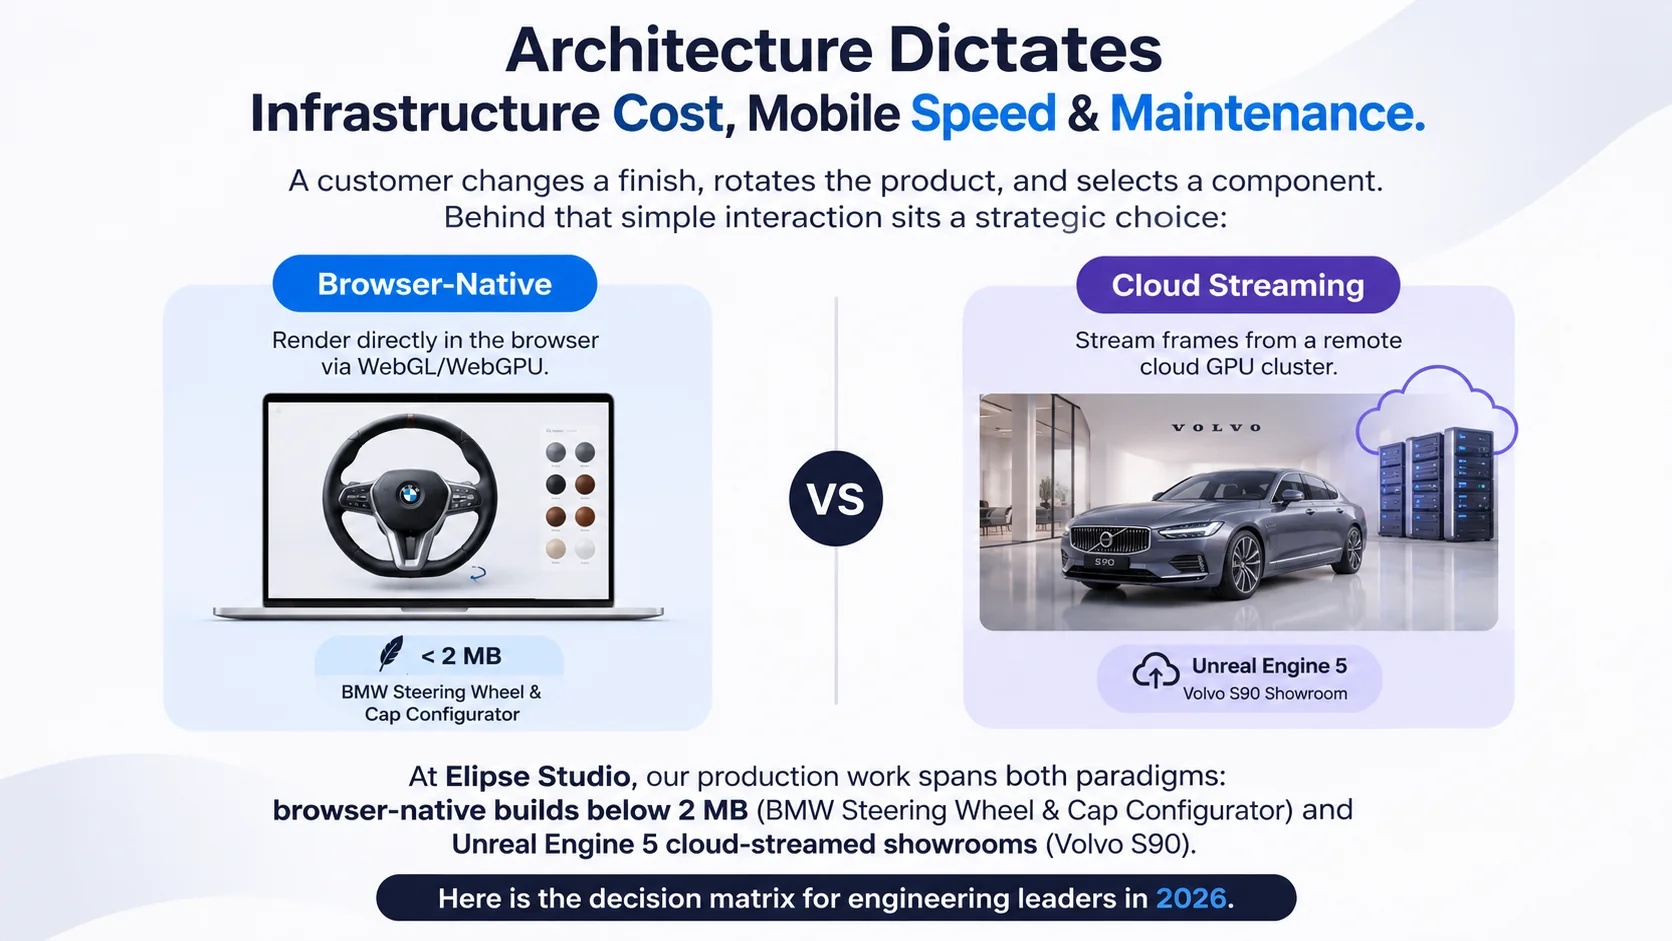 Architecture Dictates
Infrastructure Cost, Mobile Speed & Maintenance.
A customer changes a finish, rotates the product, and selects a component.
Behind that simple interaction sits a strategic choice:
Browser-Native
Render directly in the browser
via WebGL/WebGPU.
< 2 MB
BMW Steering Wheel &
Cap Configurator
VS
Cloud Streaming
Stream frames from a remote
cloud GPU cluster.
VOLVO
S90
Unreal Engine 5
Volvo S90 Showroom
At Elipse Studio, our production work spans both paradigms:
browser-native builds below 2 MB (BMW Steering Wheel & Cap Configurator) and
Unreal Engine 5 cloud-streamed showrooms (Volvo S90).
Here is the decision matrix for engineering leaders in 2026.